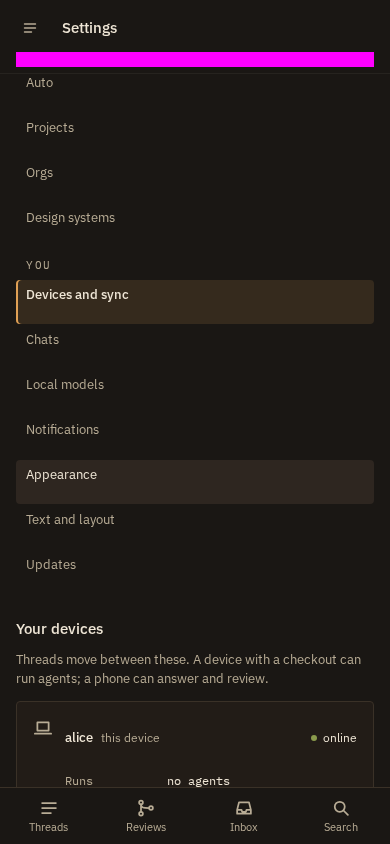 Settings
Auto
Projects
Orgs
Design systems
YOU
Devices and sync
Chats
Local models
Notifications
Appearance
Text and layout
Updates
Your devices
Threads move between these. A device with a checkout can
run agents; a phone can answer and review.
alice this device online
Runs no agents
Threads Reviews Inbox Search